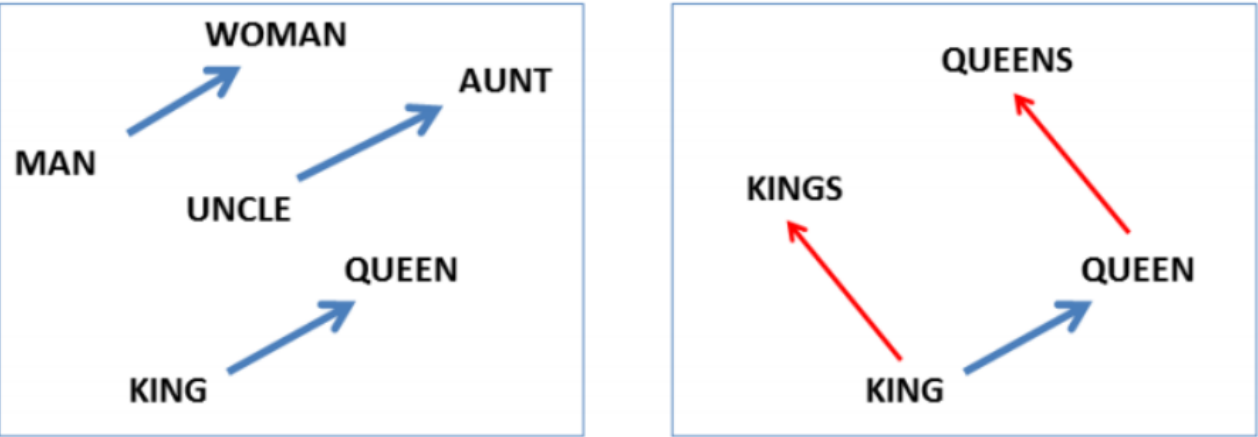 WOMAN
AUNT
MAN
UNCLE
QUEEN
KING
QUEENS
KINGS
QUEEN
KING